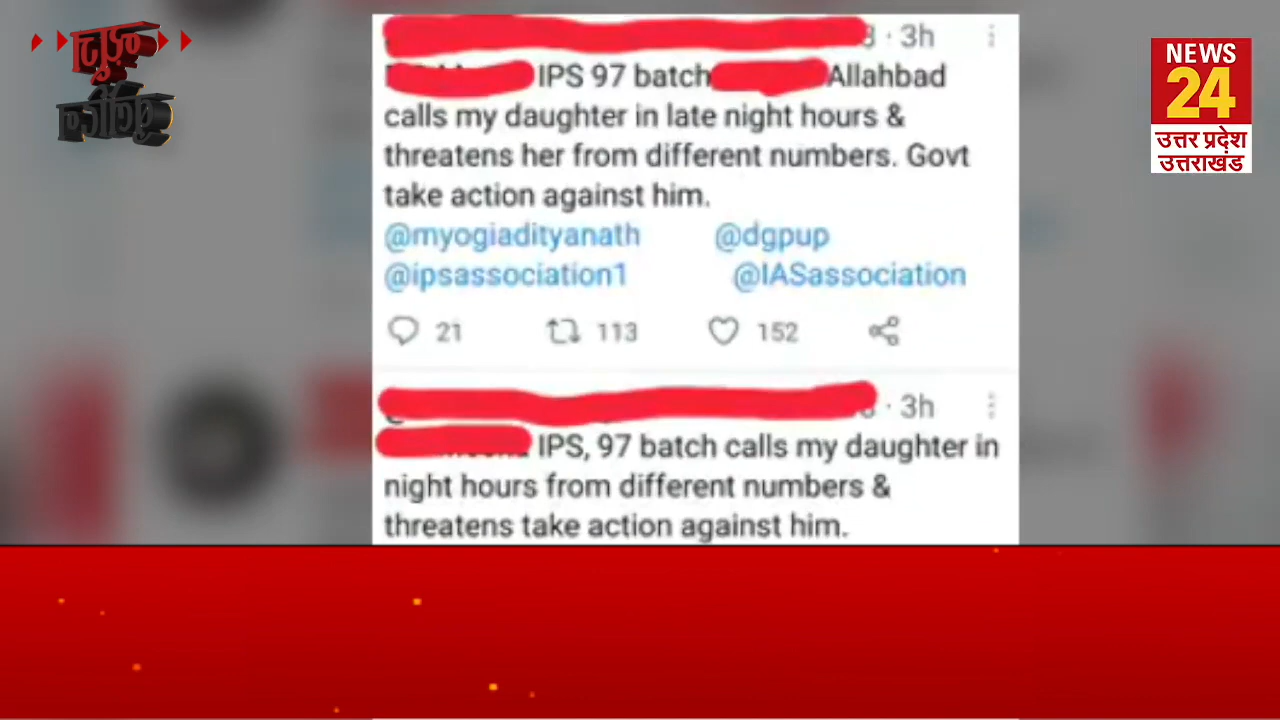 NEWS
24
उत्तर प्रदेश
उत्तराखंड
· 3h
IPS 97 batch Allahbad
calls my daughter in late night hours &
threatens her from different numbers. Govt
take action against him.
@myogiadityanath @dgpup
@ipsassociation1 @IASassociation
21 113 152
· 3h
IPS, 97 batch calls my daughter in
night hours from different numbers &
threatens take action against him.